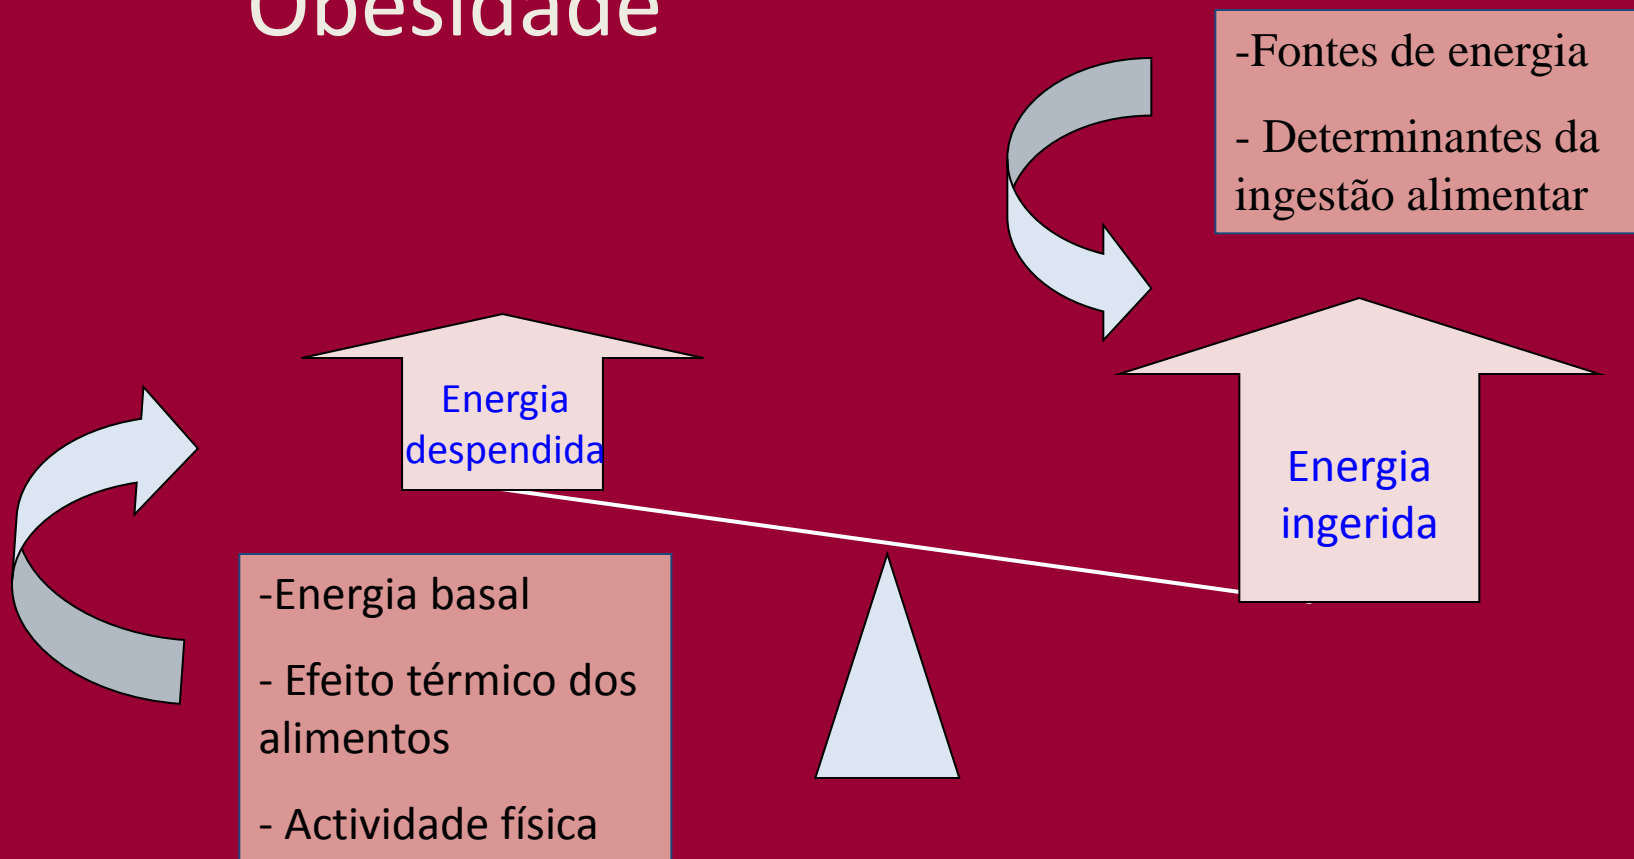 Obesidade
-Fontes de energia
- Determinantes da
ingestão alimentar
Energia
despendida
Energia
ingerida
-Energia basal
- Efeito térmico dos
alimentos
- Actividade física